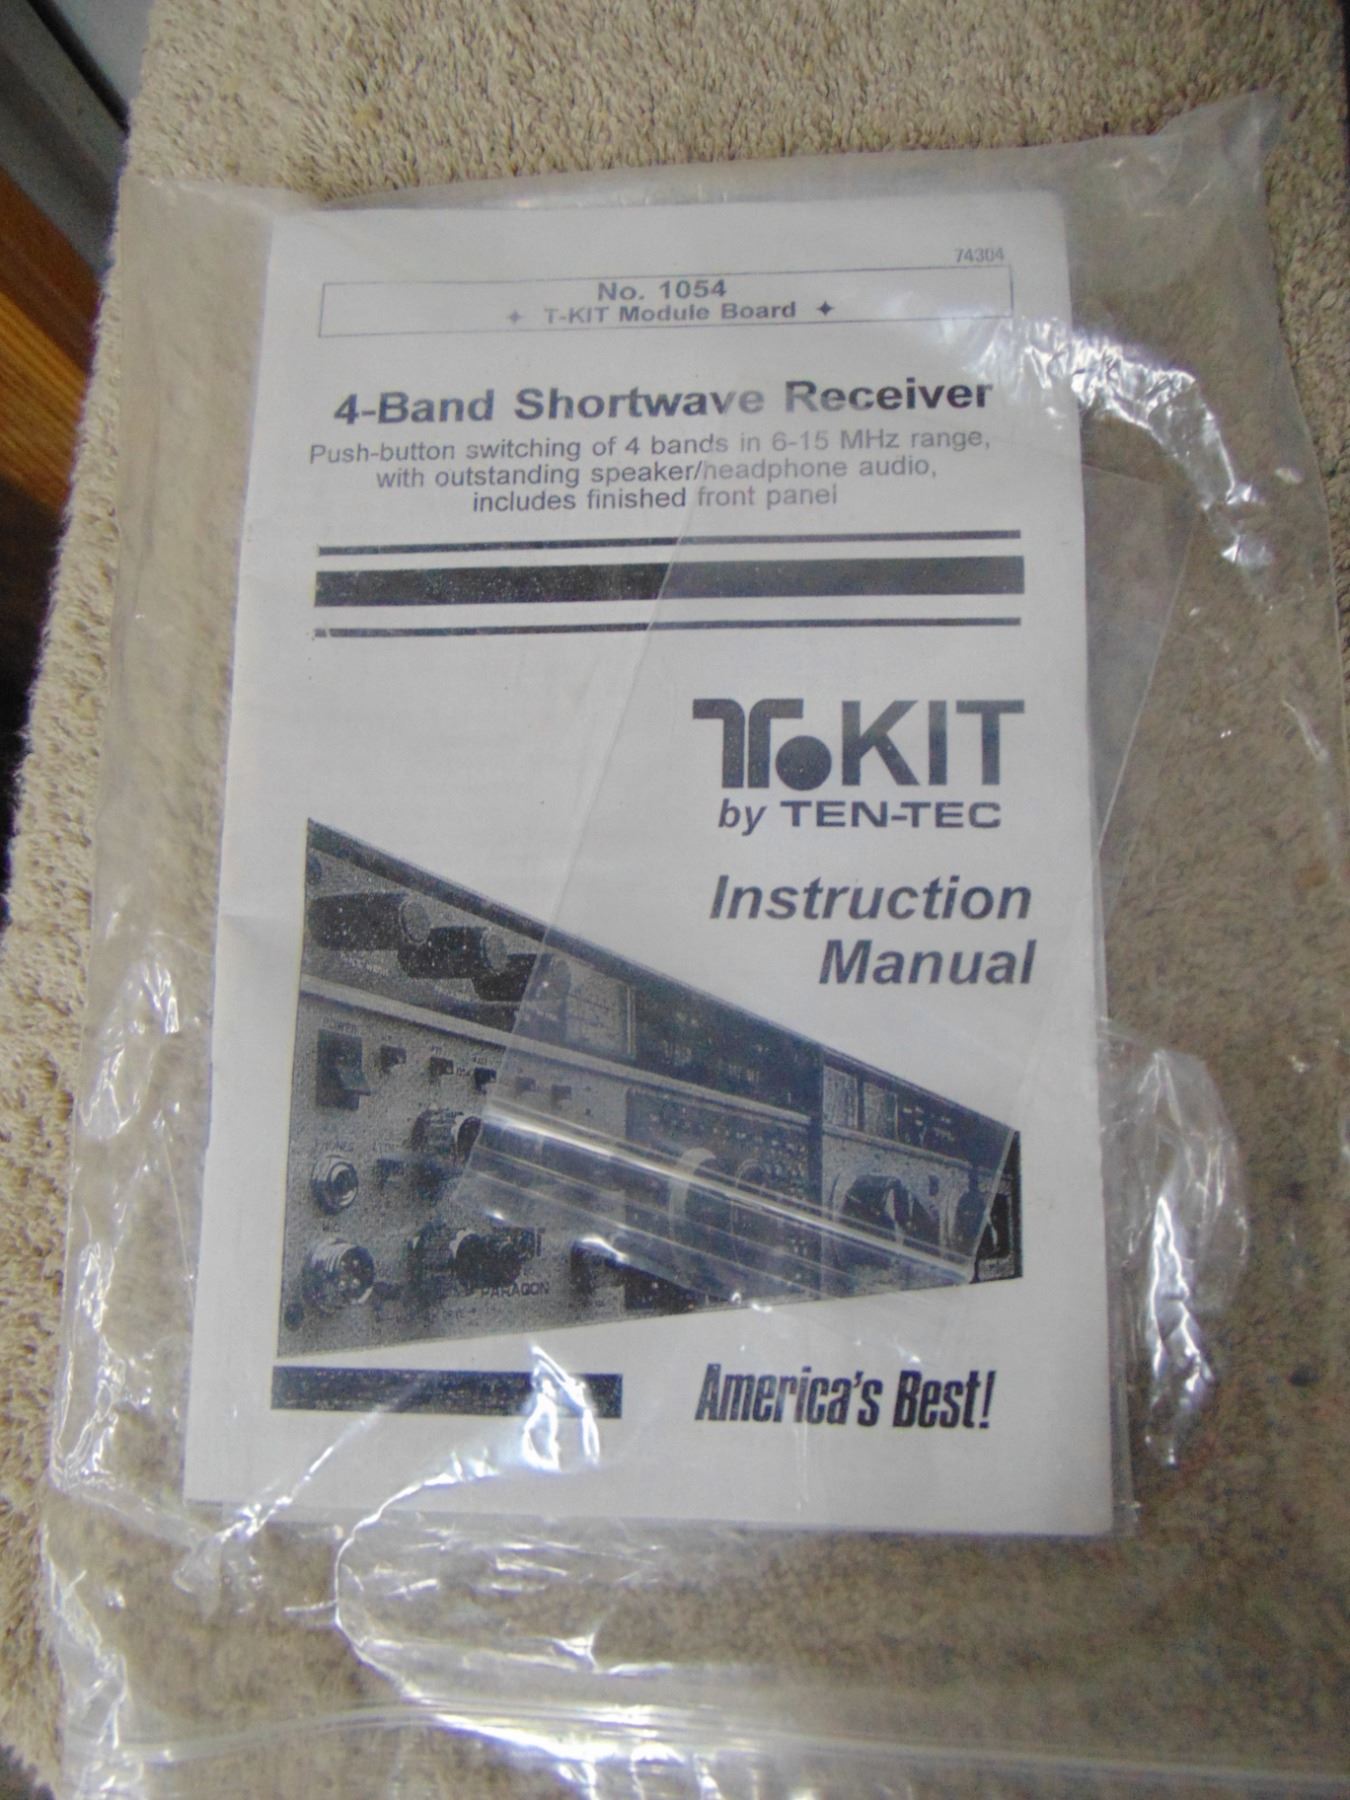 74304
No. 1054
✦ T-KIT Module Board ✦
4-Band Shortwave Receiver
Push-button switching of 4 bands in 6-15 MHz range,
with outstanding speaker/headphone audio,
includes finished front panel
T-KIT
by TEN-TEC
Instruction
Manual
PARAGON
America's Best!